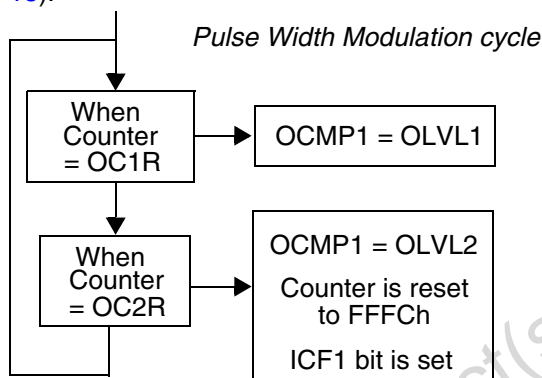 Pulse Width Modulation cycle
When
Counter
= OC1R
OCMP1 = OLVL1
When
Counter
= OC2R
OCMP1 = OLVL2
Counter is reset
to FFFCh
ICF1 bit is set